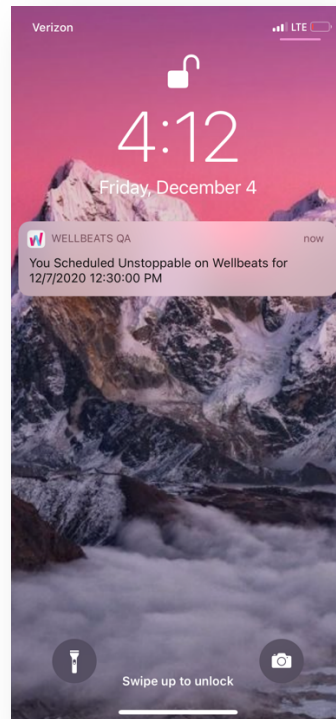 Verizon LTE
4:12
Friday, December 4
WELLBEATS QA now
You Scheduled Unstoppable on Wellbeats for
12/7/2020 12:30:00 PM
Swipe up to unlock